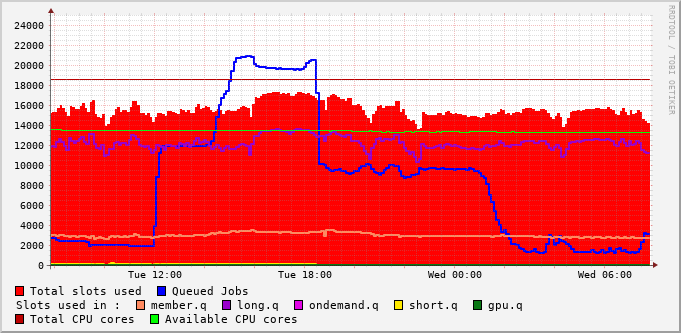 24000
22000
20000
18000
16000
14000
12000
10000
8000
6000
4000
2000
0
Tue 12:00 Tue 18:00 Wed 00:00 Wed 06:00
Total slots used Queued Jobs
Slots used in : member.q long.q ondemand.q short.q gpu.q
Total CPU cores Available CPU cores
RRDTOOL / TOBI OETIKER